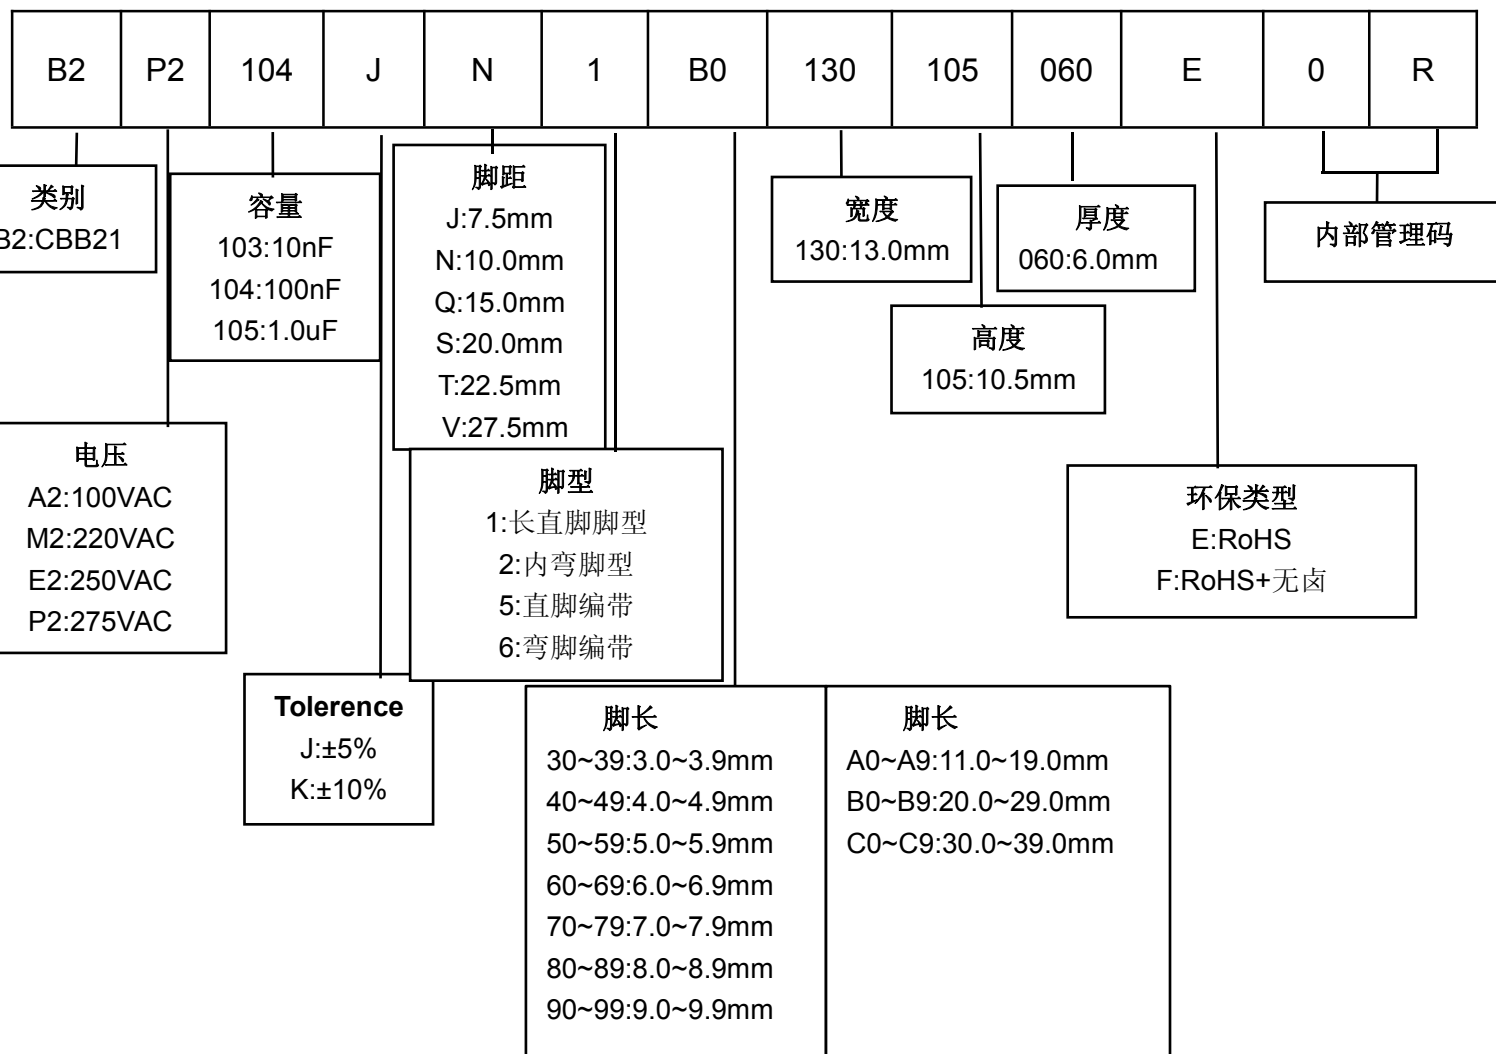 B2 P2 104 J N 1 B0 130 105 060 E 0 R
类别
B2:CBB21
容量
103:10nF
104:100nF
105:1.0uF
脚距
J:7.5mm
N:10.0mm
Q:15.0mm
S:20.0mm
T:22.5mm
V:27.5mm
宽度
130:13.0mm
厚度
060:6.0mm
内部管理码
高度
105:10.5mm
电压
A2:100VAC
M2:220VAC
E2:250VAC
P2:275VAC
脚型
1:长直脚脚型
2:内弯脚型
5:直脚编带
6:弯脚编带
环保类型
E:RoHS
F:RoHS+无卤
Tolerence
J:±5%
K:±10%
脚长
30~39:3.0~3.9mm
40~49:4.0~4.9mm
50~59:5.0~5.9mm
60~69:6.0~6.9mm
70~79:7.0~7.9mm
80~89:8.0~8.9mm
90~99:9.0~9.9mm
脚长
A0~A9:11.0~19.0mm
B0~B9:20.0~29.0mm
C0~C9:30.0~39.0mm